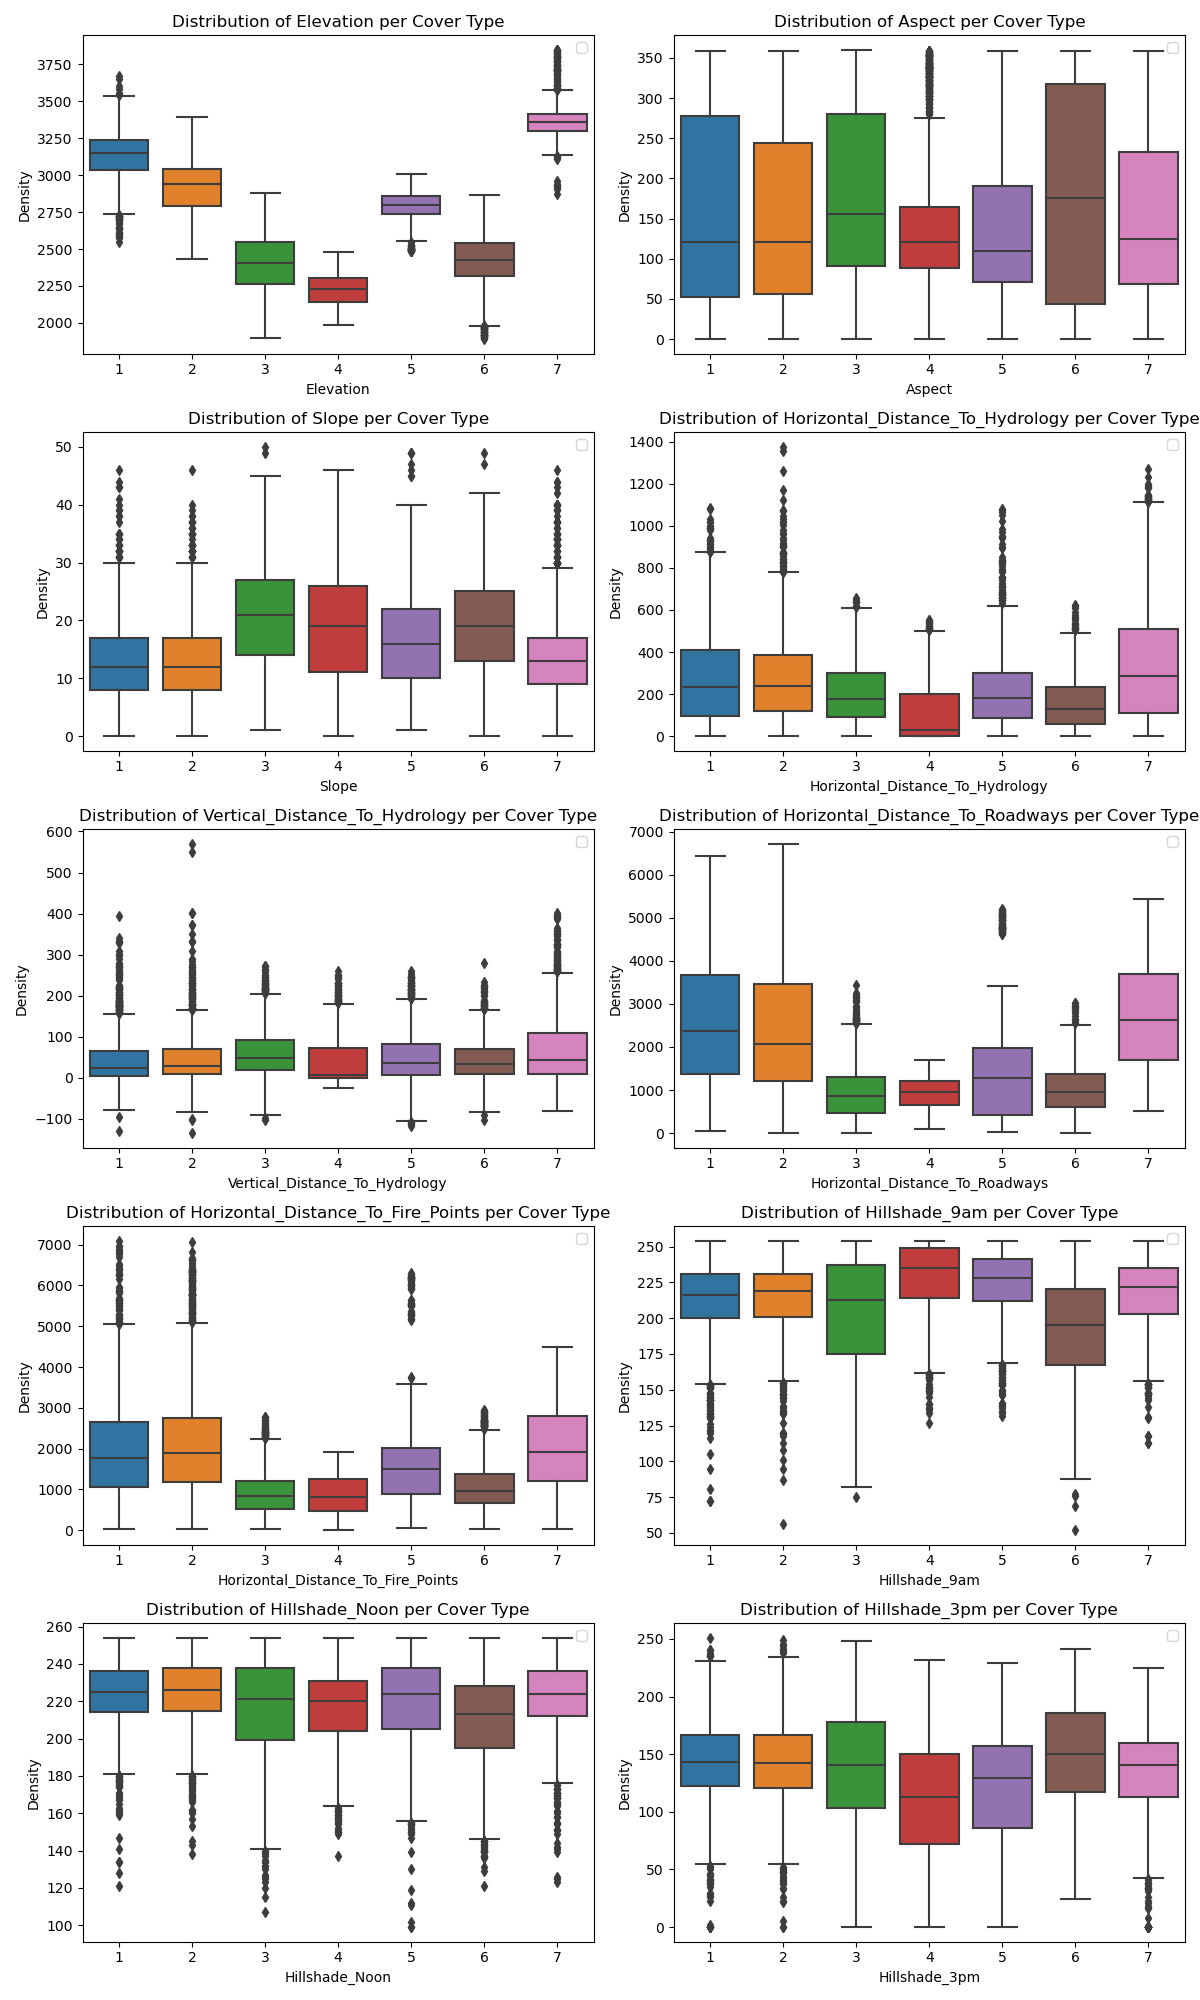 Distribution of Elevation per Cover Type
3750
3500
3250
3000
2750
2500
2250
2000
Density
1 2 3 4 5 6 7
Elevation
Distribution of Aspect per Cover Type
350
300
250
200
150
100
50
0
Density
1 2 3 4 5 6 7
Aspect
Distribution of Slope per Cover Type
50
40
30
20
10
0
Density
1 2 3 4 5 6 7
Slope
Distribution of Horizontal_Distance_To_Hydrology per Cover Type
1400
1200
1000
800
600
400
200
0
Density
1 2 3 4 5 6 7
Horizontal_Distance_To_Hydrology
Distribution of Vertical_Distance_To_Hydrology per Cover Type
600
500
400
300
200
100
0
−100
Density
1 2 3 4 5 6 7
Vertical_Distance_To_Hydrology
Distribution of Horizontal_Distance_To_Roadways per Cover Type
7000
6000
5000
4000
3000
2000
1000
0
Density
1 2 3 4 5 6 7
Horizontal_Distance_To_Roadways
Distribution of Horizontal_Distance_To_Fire_Points per Cover Type
7000
6000
5000
4000
3000
2000
1000
0
Density
1 2 3 4 5 6 7
Horizontal_Distance_To_Fire_Points
Distribution of Hillshade_9am per Cover Type
250
225
200
175
150
125
100
75
50
Density
1 2 3 4 5 6 7
Hillshade_9am
Distribution of Hillshade_Noon per Cover Type
260
240
220
200
180
160
140
120
100
Density
1 2 3 4 5 6 7
Hillshade_Noon
Distribution of Hillshade_3pm per Cover Type
250
200
150
100
50
0
Density
1 2 3 4 5 6 7
Hillshade_3pm